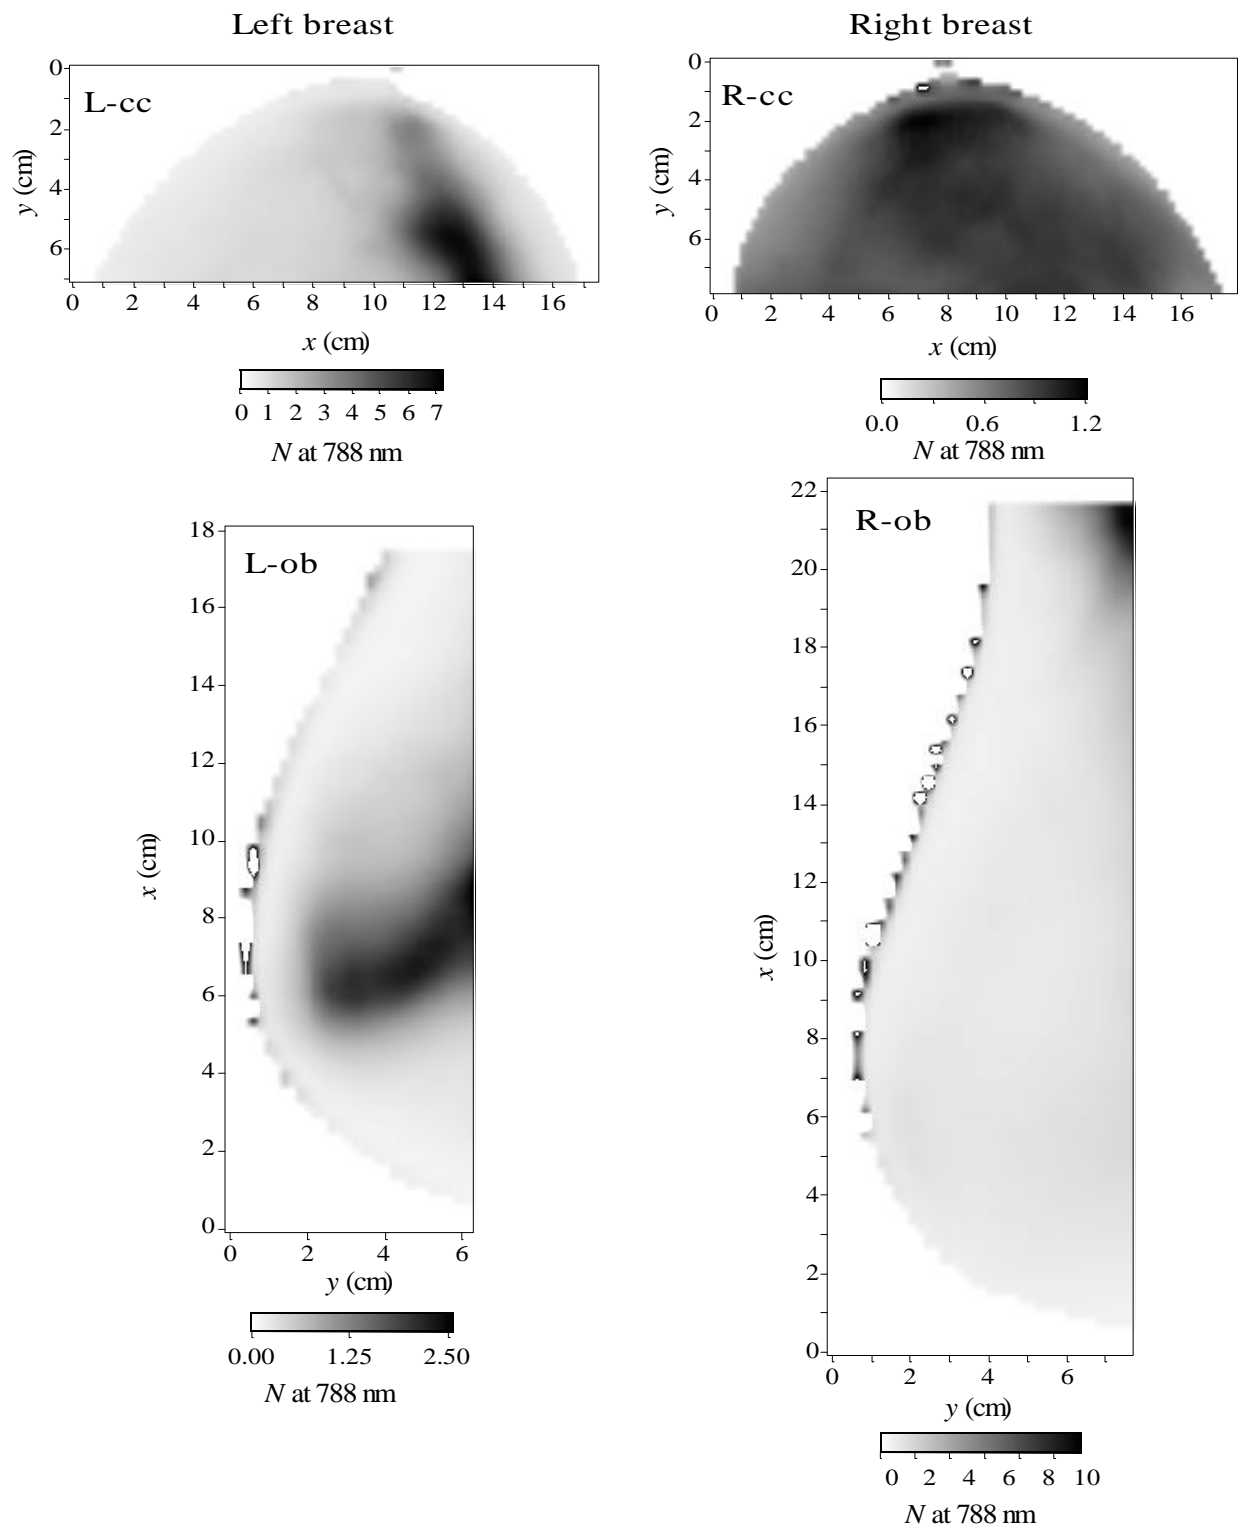 Left breast
Right breast
L-cc
0
2
4
6
y (cm)
0 2 4 6 8 10 12 14 16
x (cm)
0 1 2 3 4 5 6 7
N at 788 nm
R-cc
0
2
4
6
y (cm)
0 2 4 6 8 10 12 14 16
x (cm)
0.0 0.6 1.2
N at 788 nm
L-ob
18
16
14
12
10
8
6
4
2
0
x (cm)
0 2 4 6
y (cm)
0.00 1.25 2.50
N at 788 nm
R-ob
22
20
18
16
14
12
10
8
6
4
2
0
x (cm)
0 2 4 6
y (cm)
0 2 4 6 8 10
N at 788 nm